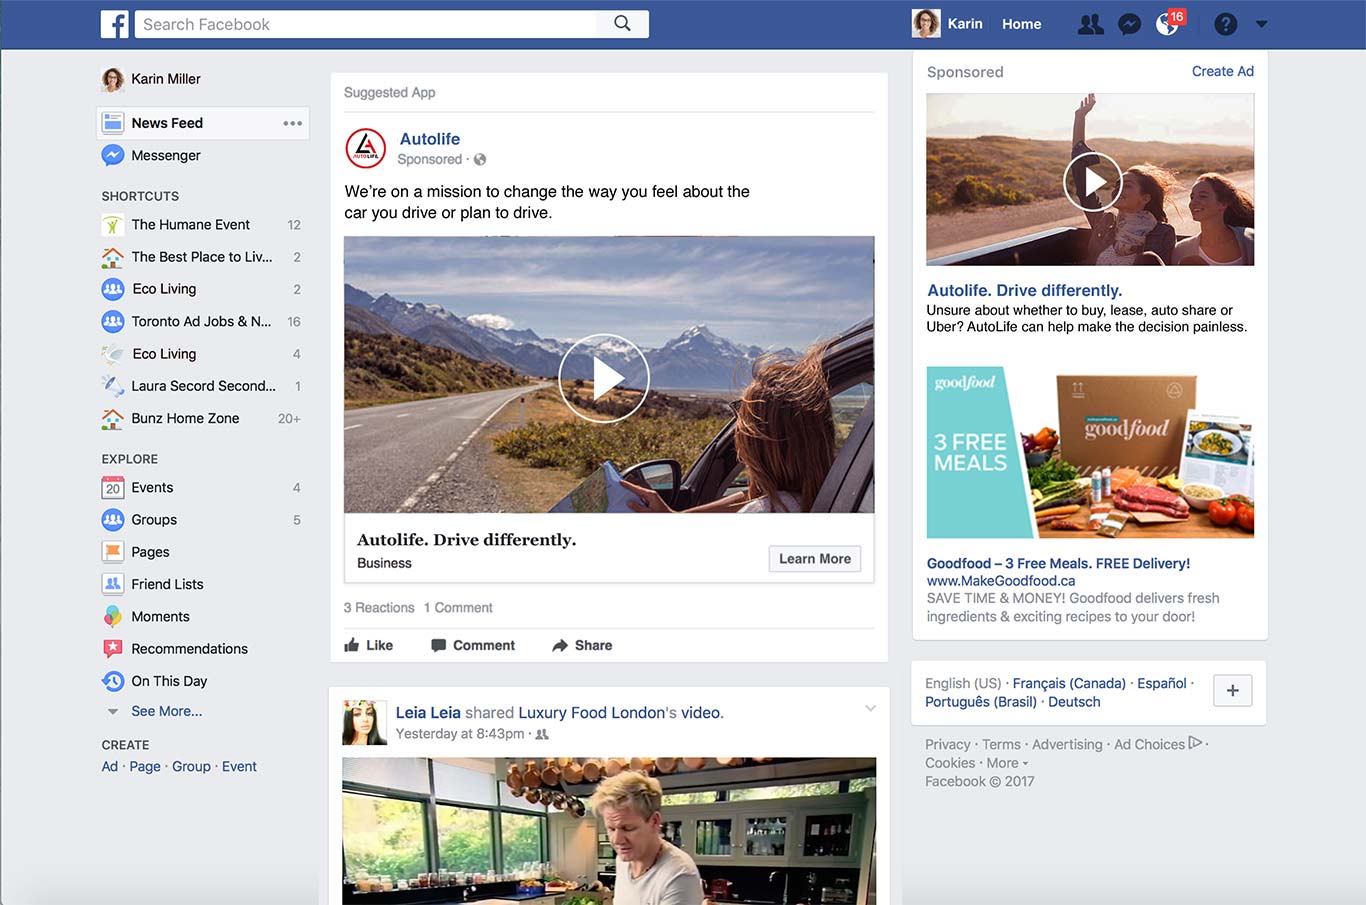 Search Facebook
Karin
Home
16
Karin Miller
News Feed
Messenger
SHORTCUTS
The Humane Event 12
The Best Place to Liv... 2
Eco Living 2
Toronto Ad Jobs & N... 16
Eco Living 4
Laura Secord Second... 1
Bunz Home Zone 20+
EXPLORE
20 Events 4
Groups 5
Pages
Friend Lists
Moments
Recommendations
On This Day
See More...
CREATE
Ad · Page · Group · Event
Suggested App
AUTOLIFE
Autolife
Sponsored ·
We’re on a mission to change the way you feel about the
car you drive or plan to drive.
Autolife. Drive differently.
Business
Learn More
3 Reactions 1 Comment
Like Comment Share
Leia Leia shared Luxury Food London's video.
Yesterday at 8:43pm ·
Sponsored
Create Ad
Autolife. Drive differently.
Unsure about whether to buy, lease, auto share or
Uber? AutoLife can help make the decision painless.
goodfood
3 FREE
MEALS
goodfood
Goodfood – 3 Free Meals. FREE Delivery!
www.MakeGoodfood.ca
SAVE TIME & MONEY! Goodfood delivers fresh
ingredients & exciting recipes to your door!
English (US) · Français (Canada) · Español ·
Português (Brasil) · Deutsch
+
Privacy · Terms · Advertising · Ad Choices ·
Cookies · More
Facebook © 2017